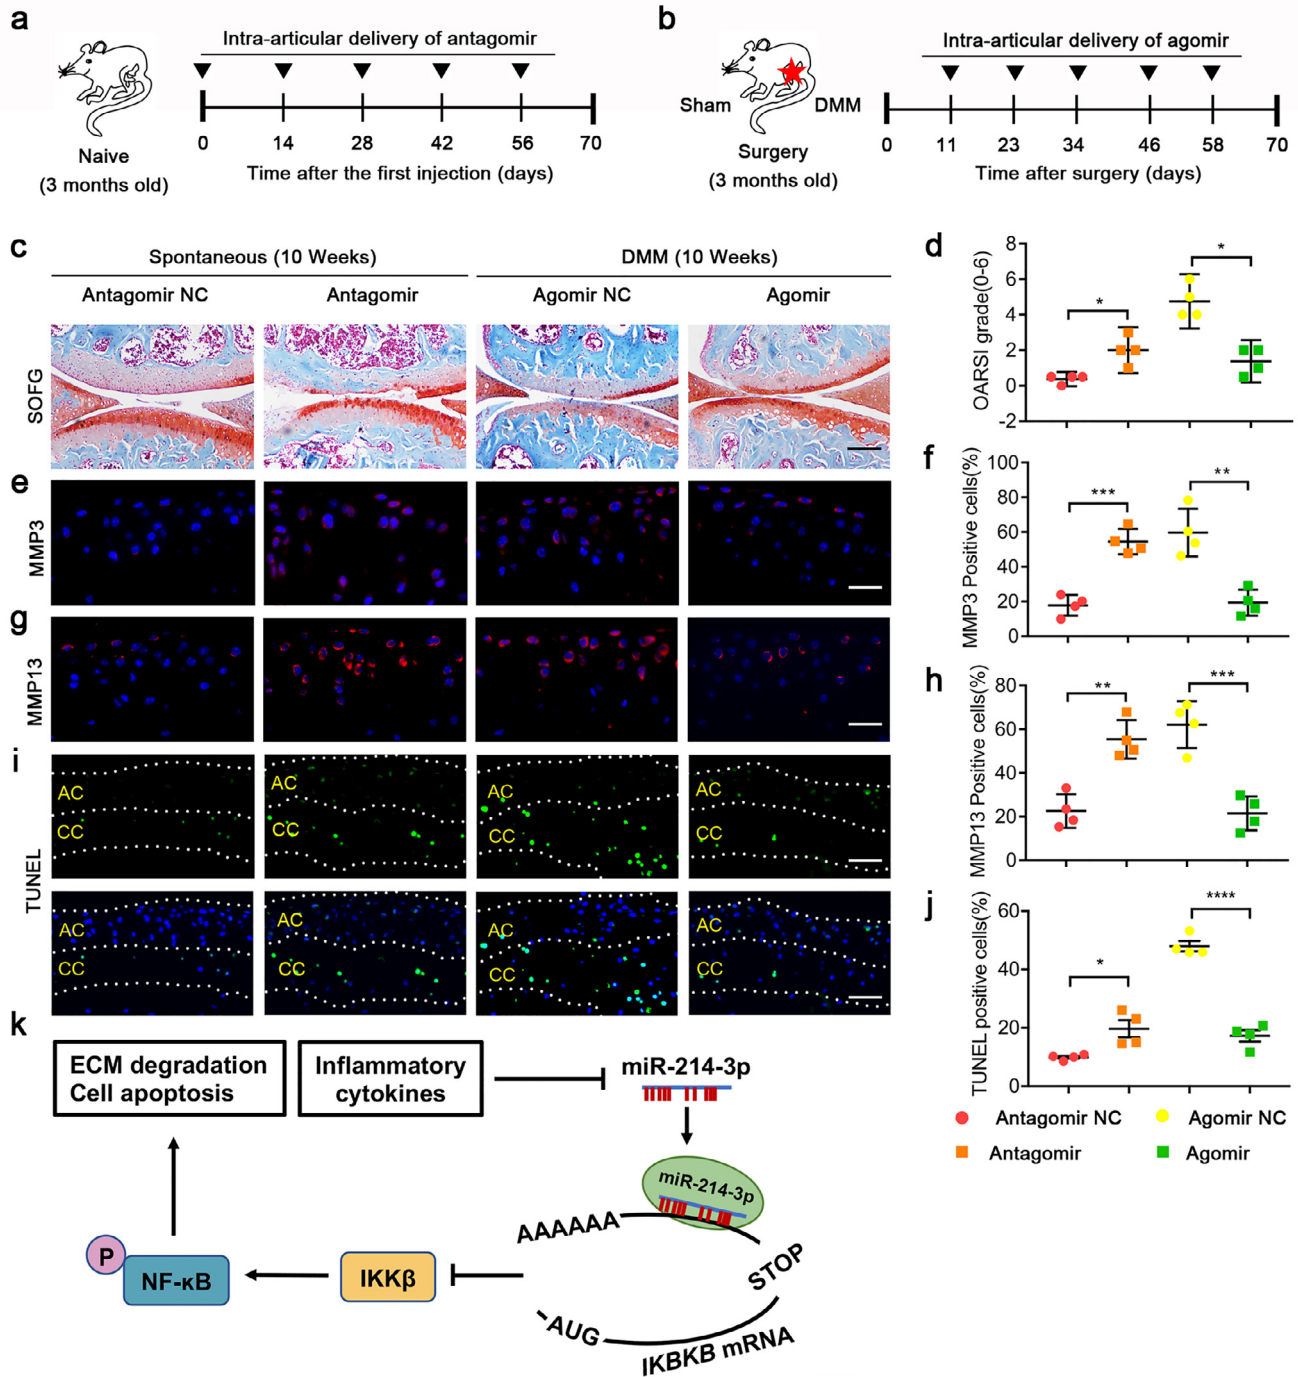 a
Intra-articular delivery of antagomir
0 14 28 42 56 70
Time after the first injection (days)
Naive
(3 months old)
b
Intra-articular delivery of agomir
Sham
DMM
0 11 23 34 46 58 70
Time after surgery (days)
Surgery
(3 months old)
c
Spontaneous (10 Weeks)
DMM (10 Weeks)
Antagomir NC
Antagomir
Agomir NC
Agomir
SOFG
d
OARSI grade(0-6)
8
6
4
2
0
-2
*
*
e
MMP3
f
MMP3 Positive cells(%)
100
80
60
40
20
0
***
**
g
MMP13
h
MMP13 Positive cells(%)
80
60
40
20
0
**
***
i
TUNEL
AC
CC
AC
CC
AC
CC
AC
CC
AC
CC
AC
CC
AC
CC
AC
CC
j
TUNEL positive cells(%)
60
40
20
0
*
****
Antagomir NC
Agomir NC
Antagomir
Agomir
k
ECM degradation
Cell apoptosis
Inflammatory
cytokines
miR-214-3p
miR-214-3p
AAAAAA
STOP
P
NF-κB
IKKβ
AUG
IKBKB mRNA